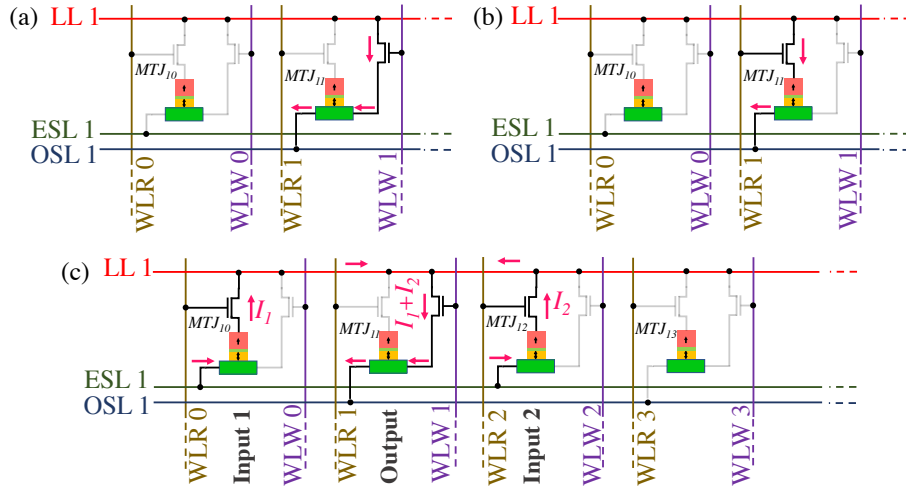 (a)
LL 1
MTJ10
MTJ11
ESL 1
OSL 1
WLR 0
WLW 0
WLR 1
WLW 1
(b)
LL 1
MTJ10
MTJ11
ESL 1
OSL 1
WLR 0
WLW 0
WLR 1
WLW 1
(c)
LL 1
I1
I1+I2
I2
MTJ10
MTJ11
MTJ12
MTJ13
ESL 1
OSL 1
WLR 0
Input 1
WLW 0
WLR 1
Output
WLW 1
WLR 2
Input 2
WLW 2
WLR 3
WLW 3